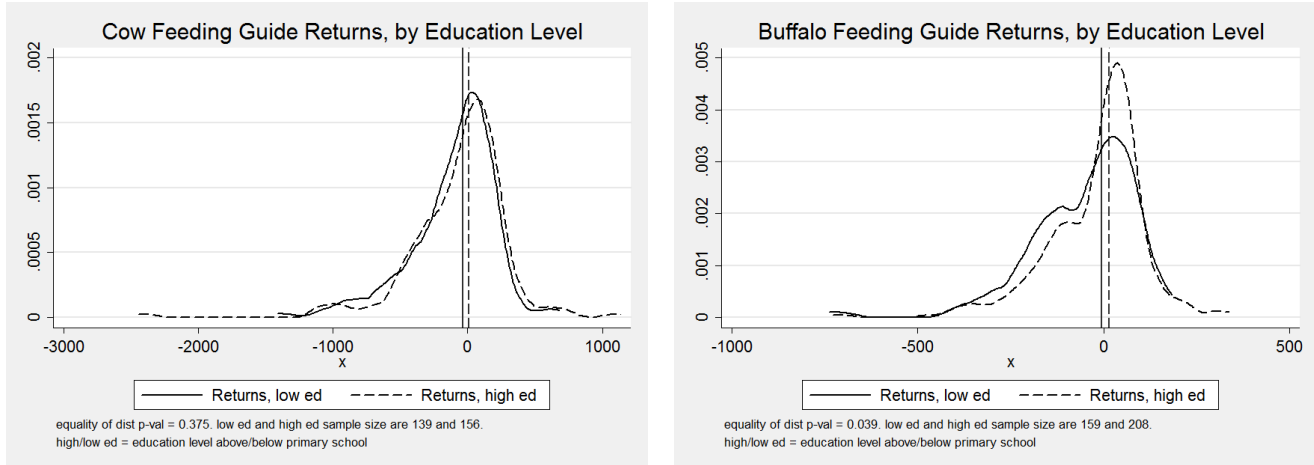 Cow Feeding Guide Returns, by Education Level
.002
.0015
.001
.0005
0
-3000
-2000
-1000
0
1000
x
Returns, low ed
Returns, high ed
equality of dist p-val = 0.375. low ed and high ed sample size are 139 and 156.
high/low ed = education level above/below primary school
Buffalo Feeding Guide Returns, by Education Level
.005
.004
.003
.002
.001
0
-1000
-500
0
500
x
Returns, low ed
Returns, high ed
equality of dist p-val = 0.039. low ed and high ed sample size are 159 and 208.
high/low ed = education level above/below primary school